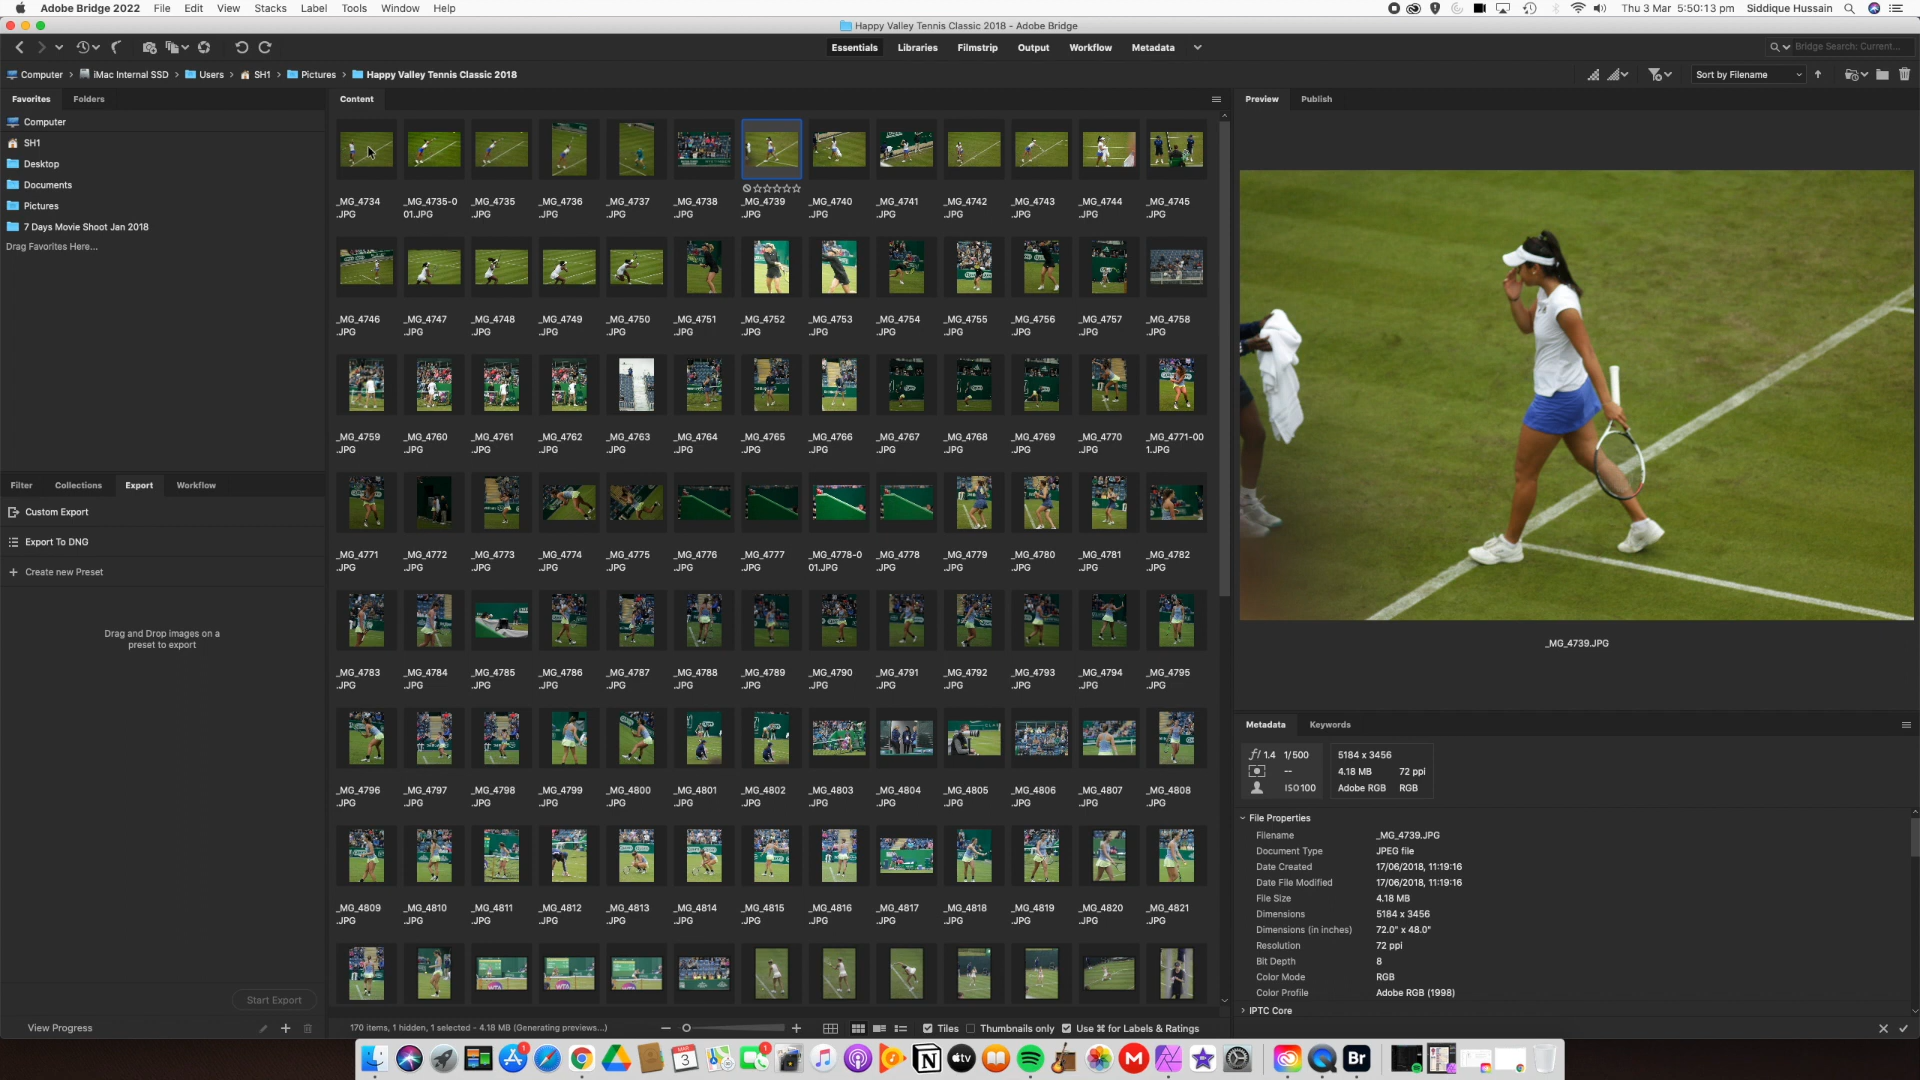 Adobe Bridge 2022 File Edit View Stacks Label Tools Window Help Thu 3 Mar 5:50:13 pm Siddique Hussain
Happy Valley Tennis Classic 2018 - Adobe Bridge
Essentials Libraries Filmstrip Output Workflow Metadata Bridge Search: Current...
Computer iMac Internal SSD Users SH1 Pictures Happy Valley Tennis Classic 2018 Sort by Filename
Favorites Folders
Computer
SH1
Desktop
Documents
Pictures
7 Days Movie Shoot Jan 2018
Drag Favorites Here...
Filter Collections Export Workflow
Custom Export
Export To DNG
Create new Preset
Drag and Drop images on a
preset to export
Start Export
View Progress
Content
_MG_4734 _MG_4735-0 _MG_4735 _MG_4736 _MG_4737 _MG_4738 _MG_4739 _MG_4740 _MG_4741 _MG_4742 _MG_4743 _MG_4744 _MG_4745
.JPG 01.JPG .JPG .JPG .JPG .JPG .JPG .JPG .JPG .JPG .JPG .JPG .JPG
_MG_4746 _MG_4747 _MG_4748 _MG_4749 _MG_4750 _MG_4751 _MG_4752 _MG_4753 _MG_4754 _MG_4755 _MG_4756 _MG_4757 _MG_4758
.JPG .JPG .JPG .JPG .JPG .JPG .JPG .JPG .JPG .JPG .JPG .JPG .JPG
_MG_4759 _MG_4760 _MG_4761 _MG_4762 _MG_4763 _MG_4764 _MG_4765 _MG_4766 _MG_4767 _MG_4768 _MG_4769 _MG_4770 _MG_4771-00
.JPG .JPG .JPG .JPG .JPG .JPG .JPG .JPG .JPG .JPG .JPG .JPG 1.JPG
_MG_4771 _MG_4772 _MG_4773 _MG_4774 _MG_4775 _MG_4776 _MG_4777 _MG_4778-0 _MG_4778 _MG_4779 _MG_4780 _MG_4781 _MG_4782
.JPG .JPG .JPG .JPG .JPG .JPG .JPG 01.JPG .JPG .JPG .JPG .JPG .JPG
_MG_4783 _MG_4784 _MG_4785 _MG_4786 _MG_4787 _MG_4788 _MG_4789 _MG_4790 _MG_4791 _MG_4792 _MG_4793 _MG_4794 _MG_4795
.JPG .JPG .JPG .JPG .JPG .JPG .JPG .JPG .JPG .JPG .JPG .JPG .JPG
_MG_4796 _MG_4797 _MG_4798 _MG_4799 _MG_4800 _MG_4801 _MG_4802 _MG_4803 _MG_4804 _MG_4805 _MG_4806 _MG_4807 _MG_4808
.JPG .JPG .JPG .JPG .JPG .JPG .JPG .JPG .JPG .JPG .JPG .JPG .JPG
_MG_4809 _MG_4810 _MG_4811 _MG_4812 _MG_4813 _MG_4814 _MG_4815 _MG_4816 _MG_4817 _MG_4818 _MG_4819 _MG_4820 _MG_4821
.JPG .JPG .JPG .JPG .JPG .JPG .JPG .JPG .JPG .JPG .JPG .JPG .JPG
170 items, 1 hidden, 1 selected - 4.18 MB (Generating previews...) Tiles Thumbnails only Use ⌘ for Labels & Ratings
Preview Publish
_MG_4739.JPG
Metadata Keywords
f/ 1.4 1/500 5184 x 3456
-- 4.18 MB 72 ppi
ISO100 Adobe RGB RGB
File Properties
Filename _MG_4739.JPG
Document Type JPEG file
Date Created 17/06/2018, 11:19:16
Date File Modified 17/06/2018, 11:19:16
File Size 4.18 MB
Dimensions 5184 x 3456
Dimensions (in inches) 72.0" x 48.0"
Resolution 72 ppi
Bit Depth 8
Color Mode RGB
Color Profile Adobe RGB (1998)
IPTC Core
MAR
3
tv
Br